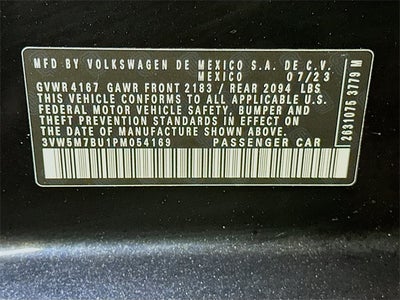 MFD BY VOLKSWAGEN DE MEXICO S.A. DE C.V.
MEXICO 07/23
GVWR 4167 GAWR FRONT 2183 / REAR 2094 LBS
THIS VEHICLE CONFORMS TO ALL APPLICABLE U.S.
FEDERAL MOTOR VEHICLE SAFETY, BUMPER AND
THEFT PREVENTION STANDARDS IN EFFECT ON THE
DATE OF MANUFACTURE SHOWN ABOVE.
3VW5M7BU1PM054169 PASSENGER CAR
2631075 3779 M